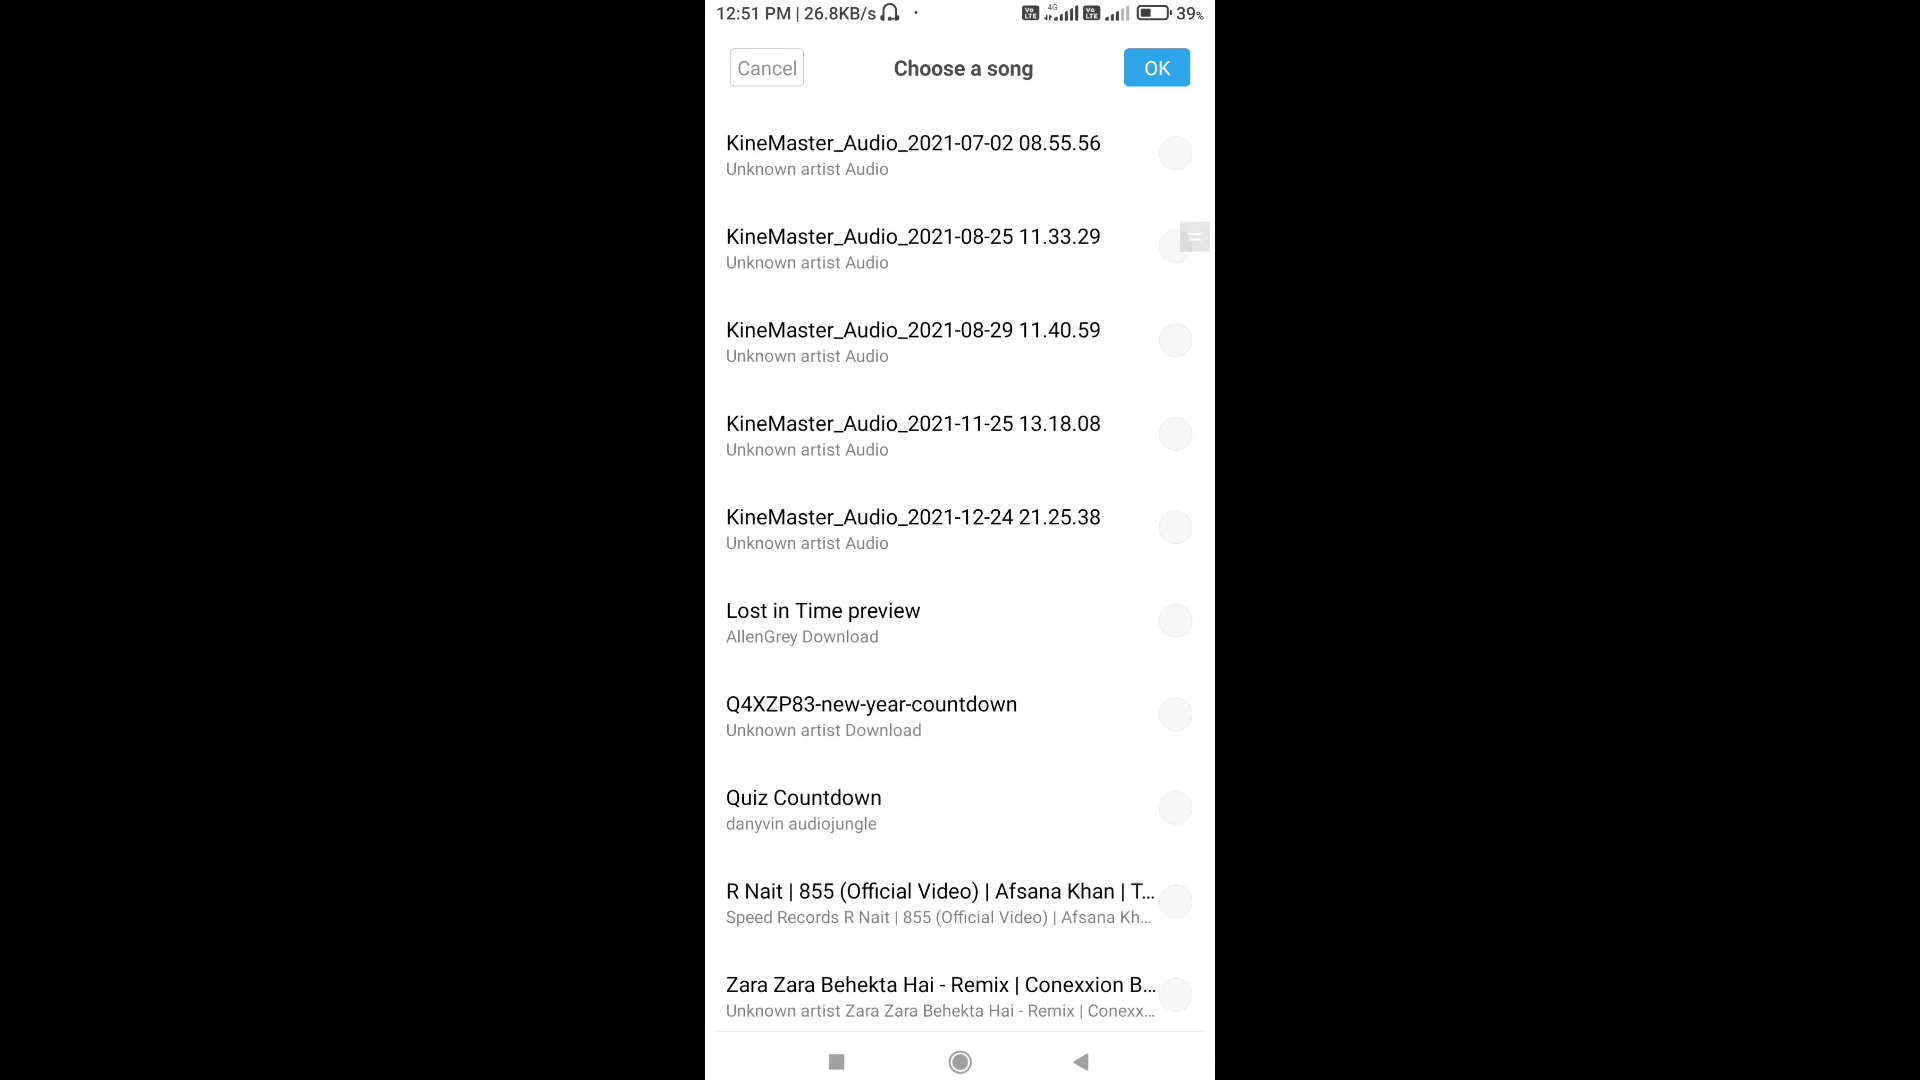 12:51 PM | 26.8KB/s
Vo LTE 4G Vo LTE 39%
Cancel
Choose a song
OK
KineMaster_Audio_2021-07-02 08.55.56
Unknown artist Audio
KineMaster_Audio_2021-08-25 11.33.29
Unknown artist Audio
KineMaster_Audio_2021-08-29 11.40.59
Unknown artist Audio
KineMaster_Audio_2021-11-25 13.18.08
Unknown artist Audio
KineMaster_Audio_2021-12-24 21.25.38
Unknown artist Audio
Lost in Time preview
AllenGrey Download
Q4XZP83-new-year-countdown
Unknown artist Download
Quiz Countdown
danyvin audiojungle
R Nait | 855 (Official Video) | Afsana Khan | T...
Speed Records R Nait | 855 (Official Video) | Afsana Kh...
Zara Zara Behekta Hai - Remix | Conexxion B...
Unknown artist Zara Zara Behekta Hai - Remix | Conexx...